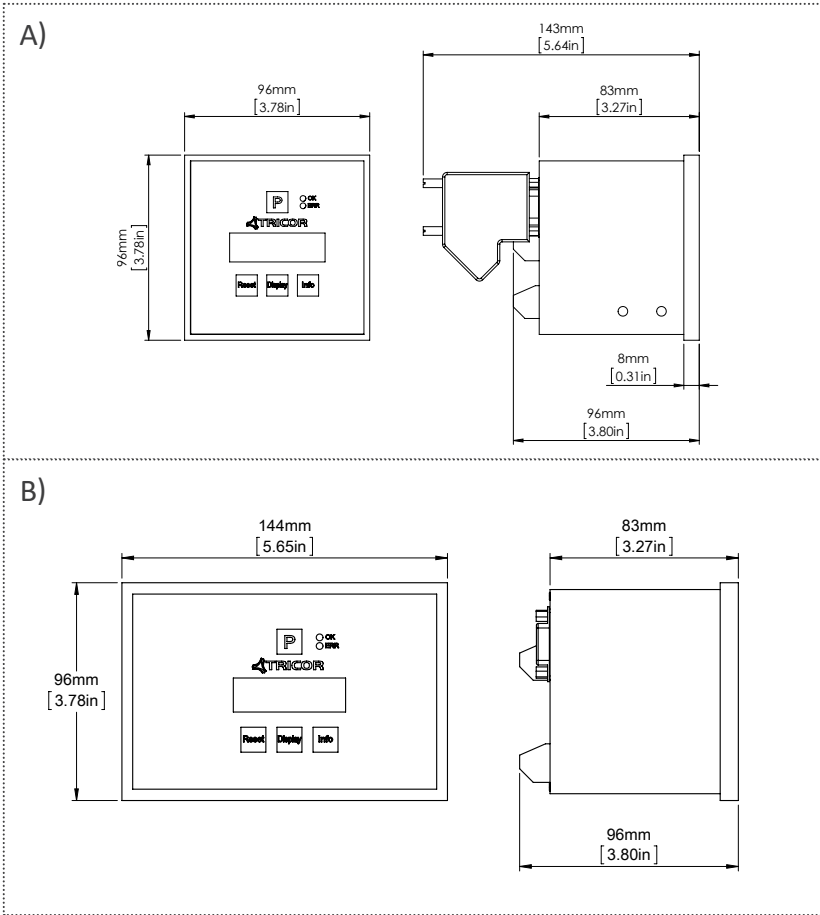 A)
143mm
[5.64in]
96mm
[3.78in]
83mm
[3.27in]
96mm
[3.78in]
P
OK
ERR
TRICOR
Reset Display Info
8mm
[0.31in]
96mm
[3.80in]
B)
144mm
[5.65in]
83mm
[3.27in]
P
OK
ERR
TRICOR
96mm
[3.78in]
Reset Display Info
96mm
[3.80in]